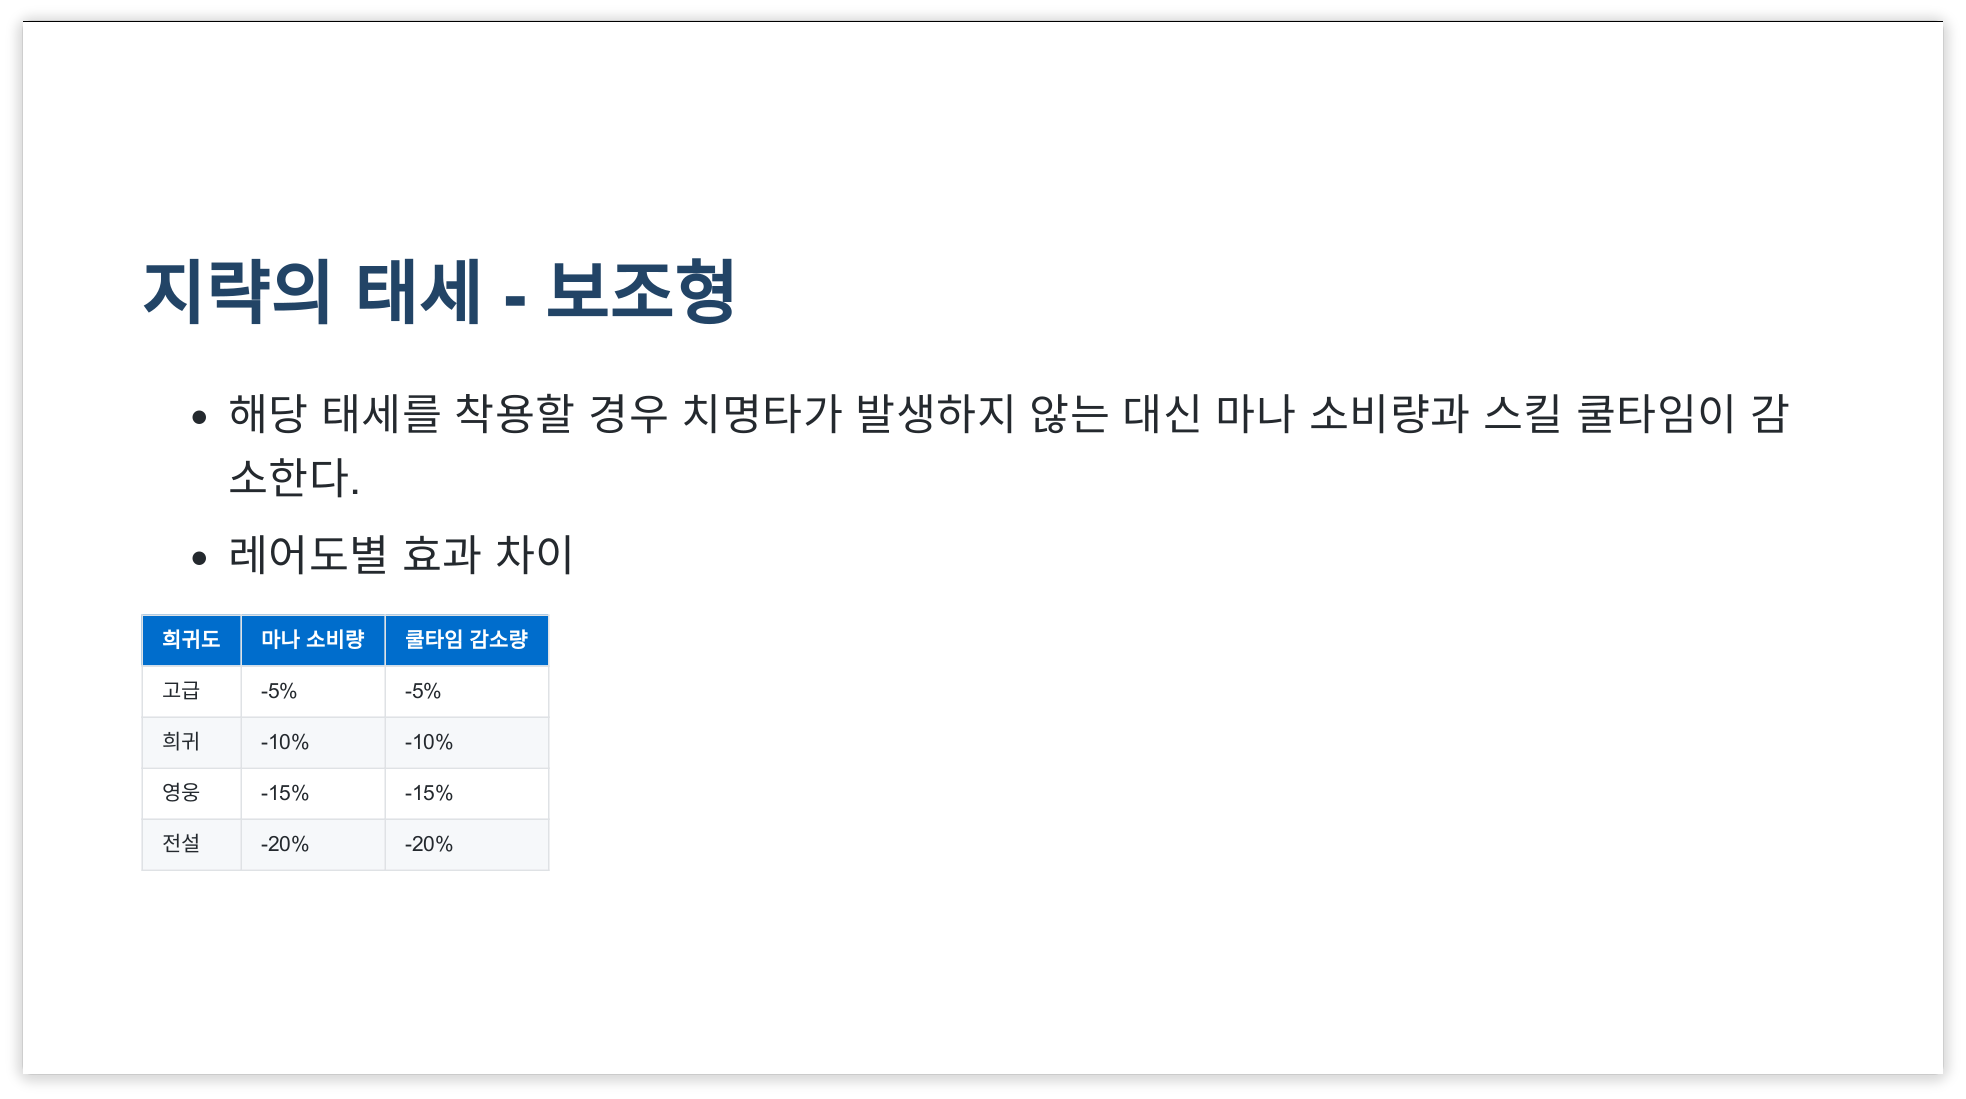 지략의 태세 - 보조형
• 해당 태세를 착용할 경우 치명타가 발생하지 않는 대신 마나 소비량과 스킬 쿨타임이 감
소한다.
• 레어도별 효과 차이
희귀도 마나 소비량 쿨타임 감소량
고급 -5% -5%
희귀 -10% -10%
영웅 -15% -15%
전설 -20% -20%